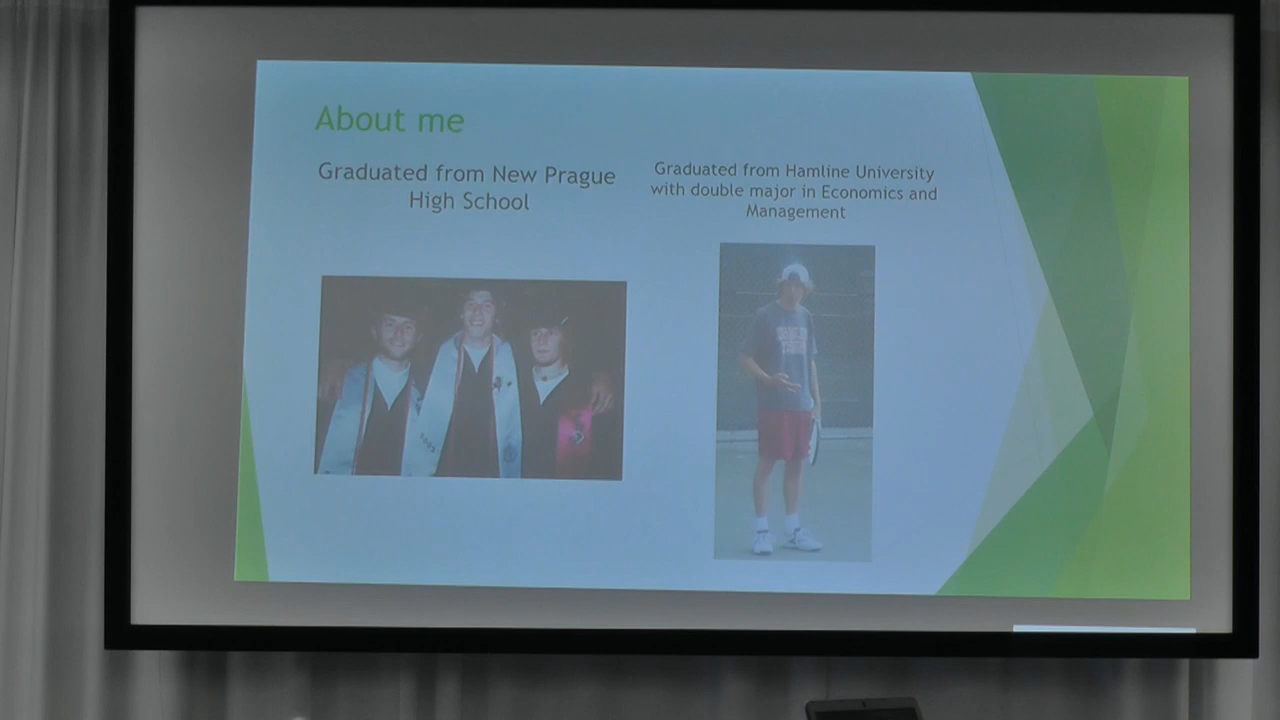 About me
Graduated from New Prague
High School
Graduated from Hamline University
with double major in Economics and
Management